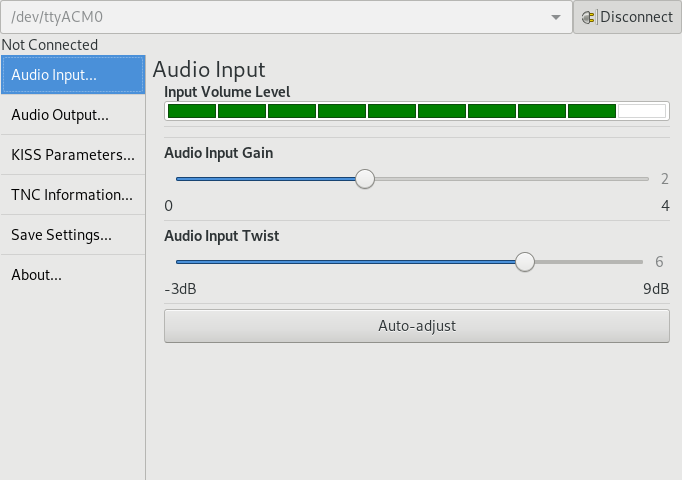 /dev/ttyACM0
Disconnect
Not Connected
Audio Input...
Audio Output...
KISS Parameters...
TNC Information...
Save Settings...
About...
Audio Input
Input Volume Level
Audio Input Gain
2
0 4
Audio Input Twist
6
-3dB 9dB
Auto-adjust